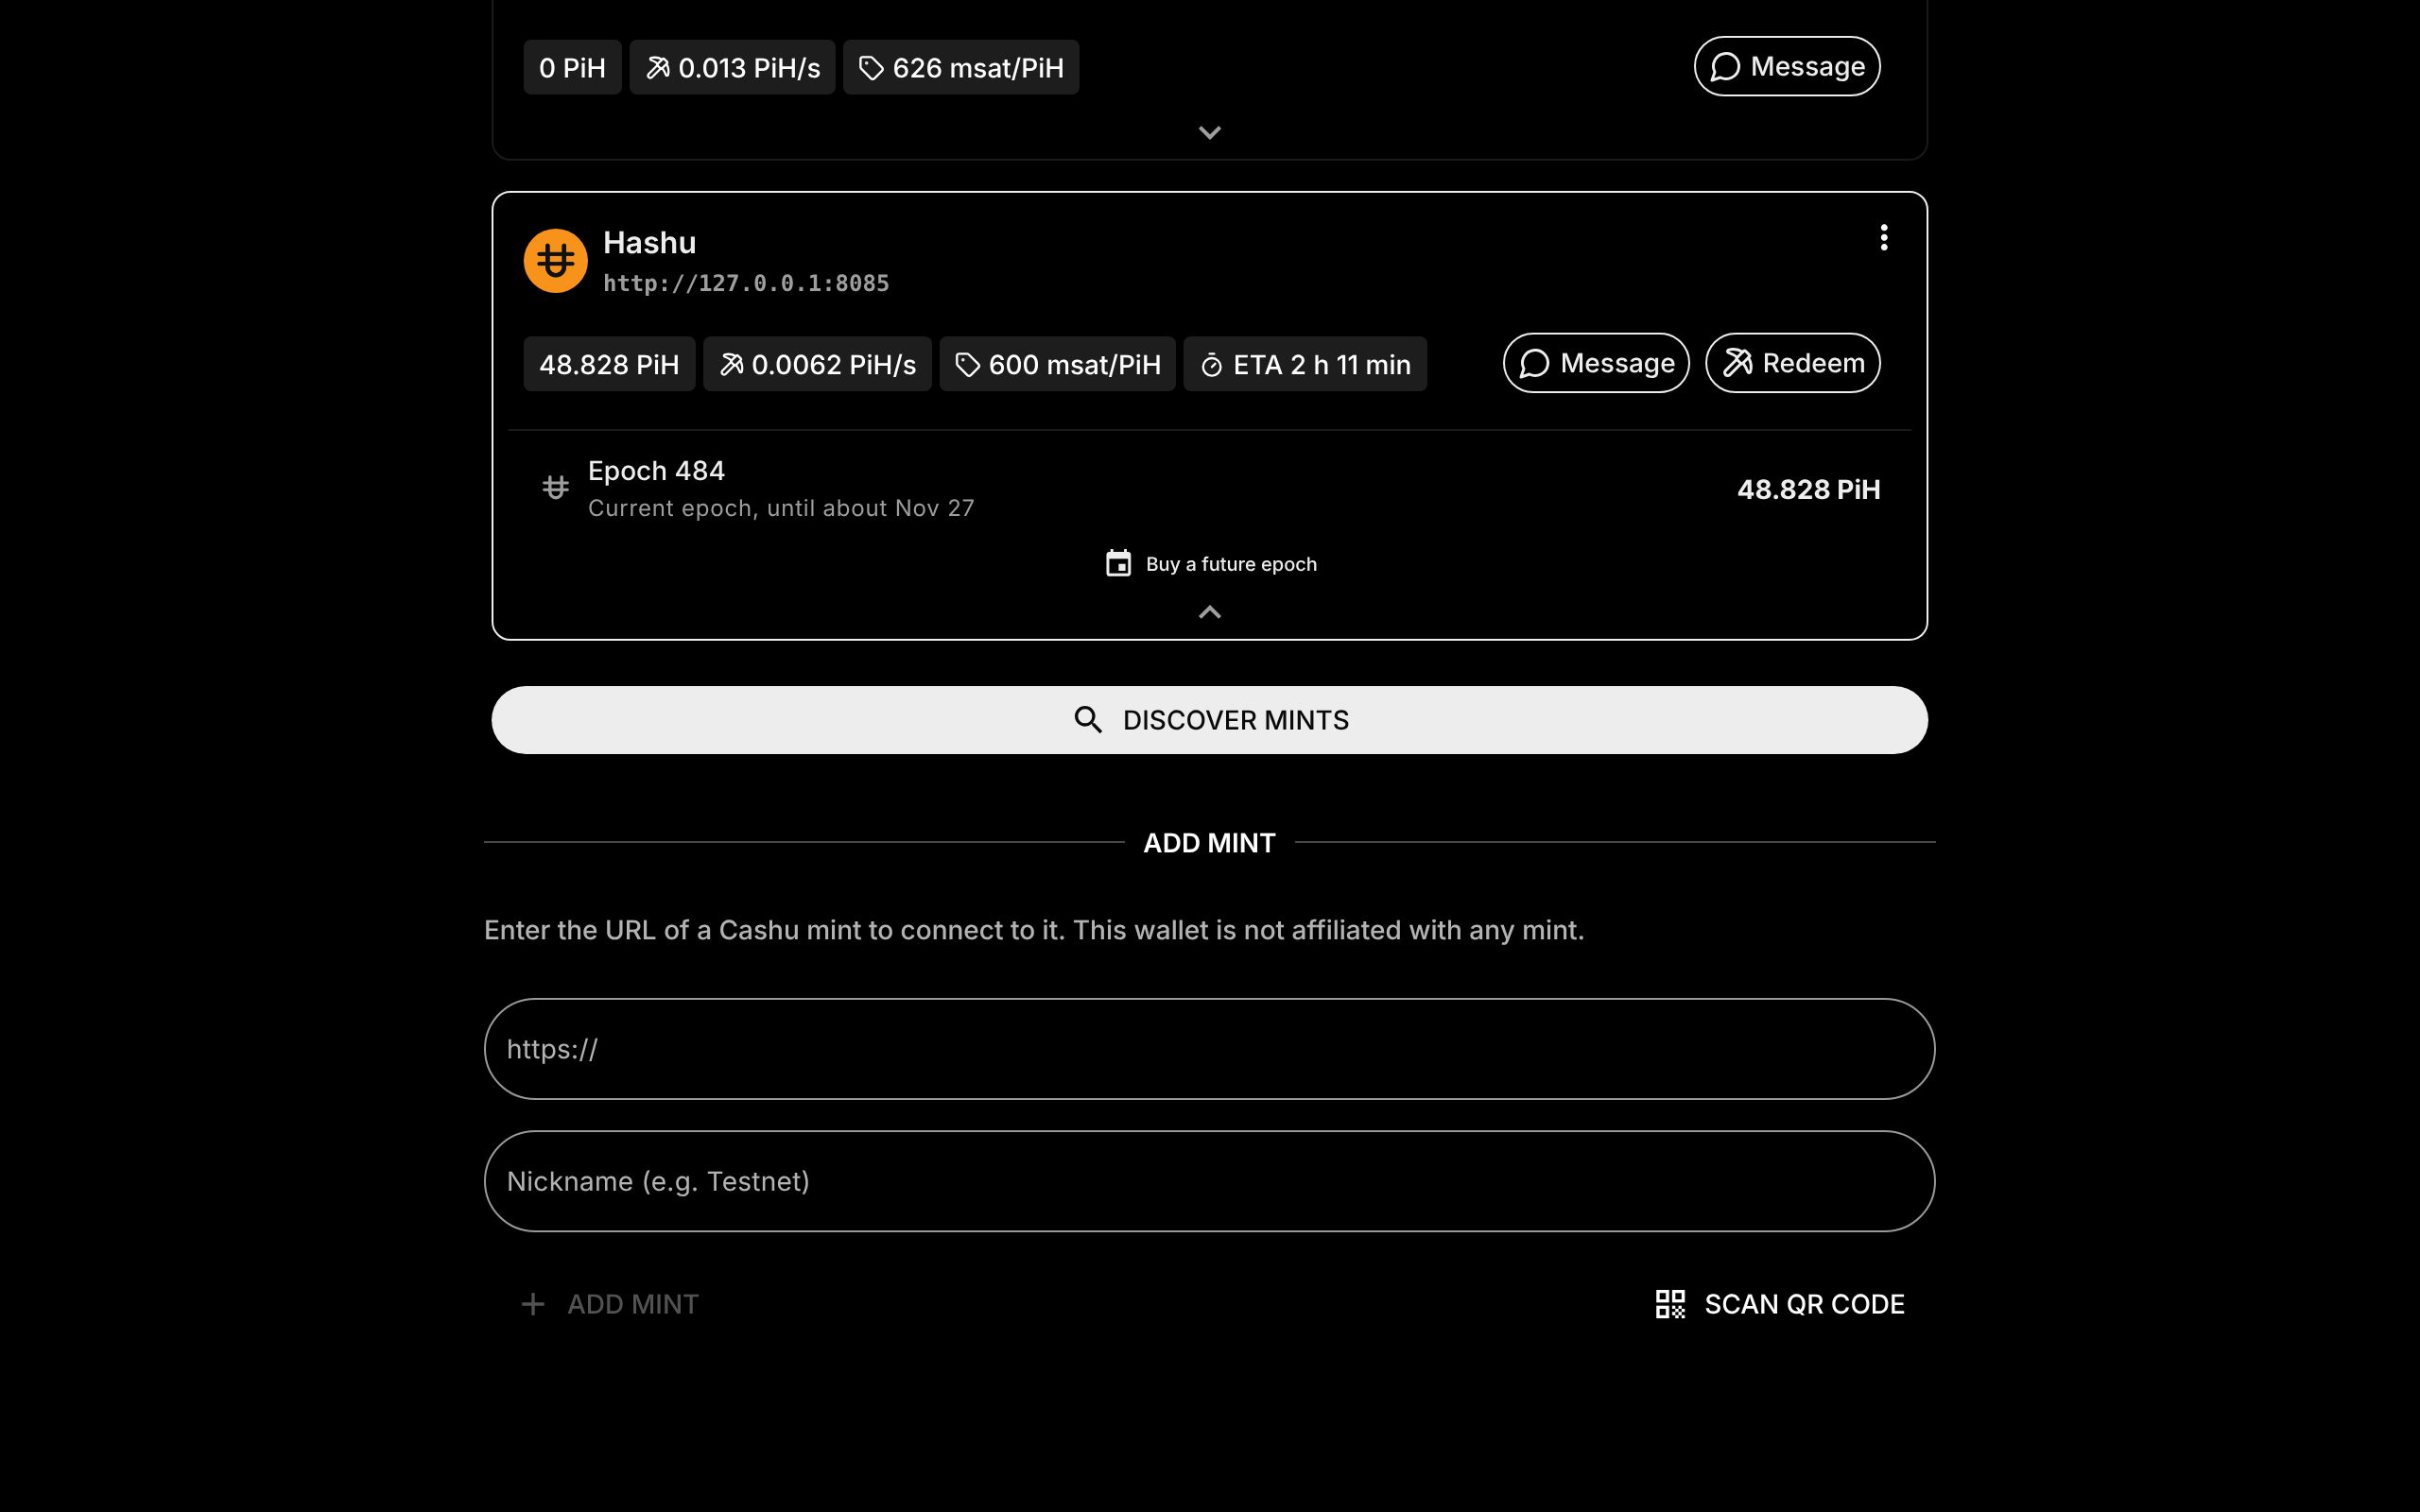 0 PiH 0.013 PiH/s 626 msat/PiH Message
Hashu
http://127.0.0.1:8085
48.828 PiH 0.0062 PiH/s 600 msat/PiH ETA 2 h 11 min Message Redeem
Epoch 484
48.828 PiH
Current epoch, until about Nov 27
Buy a future epoch
DISCOVER MINTS
ADD MINT
Enter the URL of a Cashu mint to connect to it. This wallet is not affiliated with any mint.
https://
Nickname (e.g. Testnet)
ADD MINT SCAN QR CODE